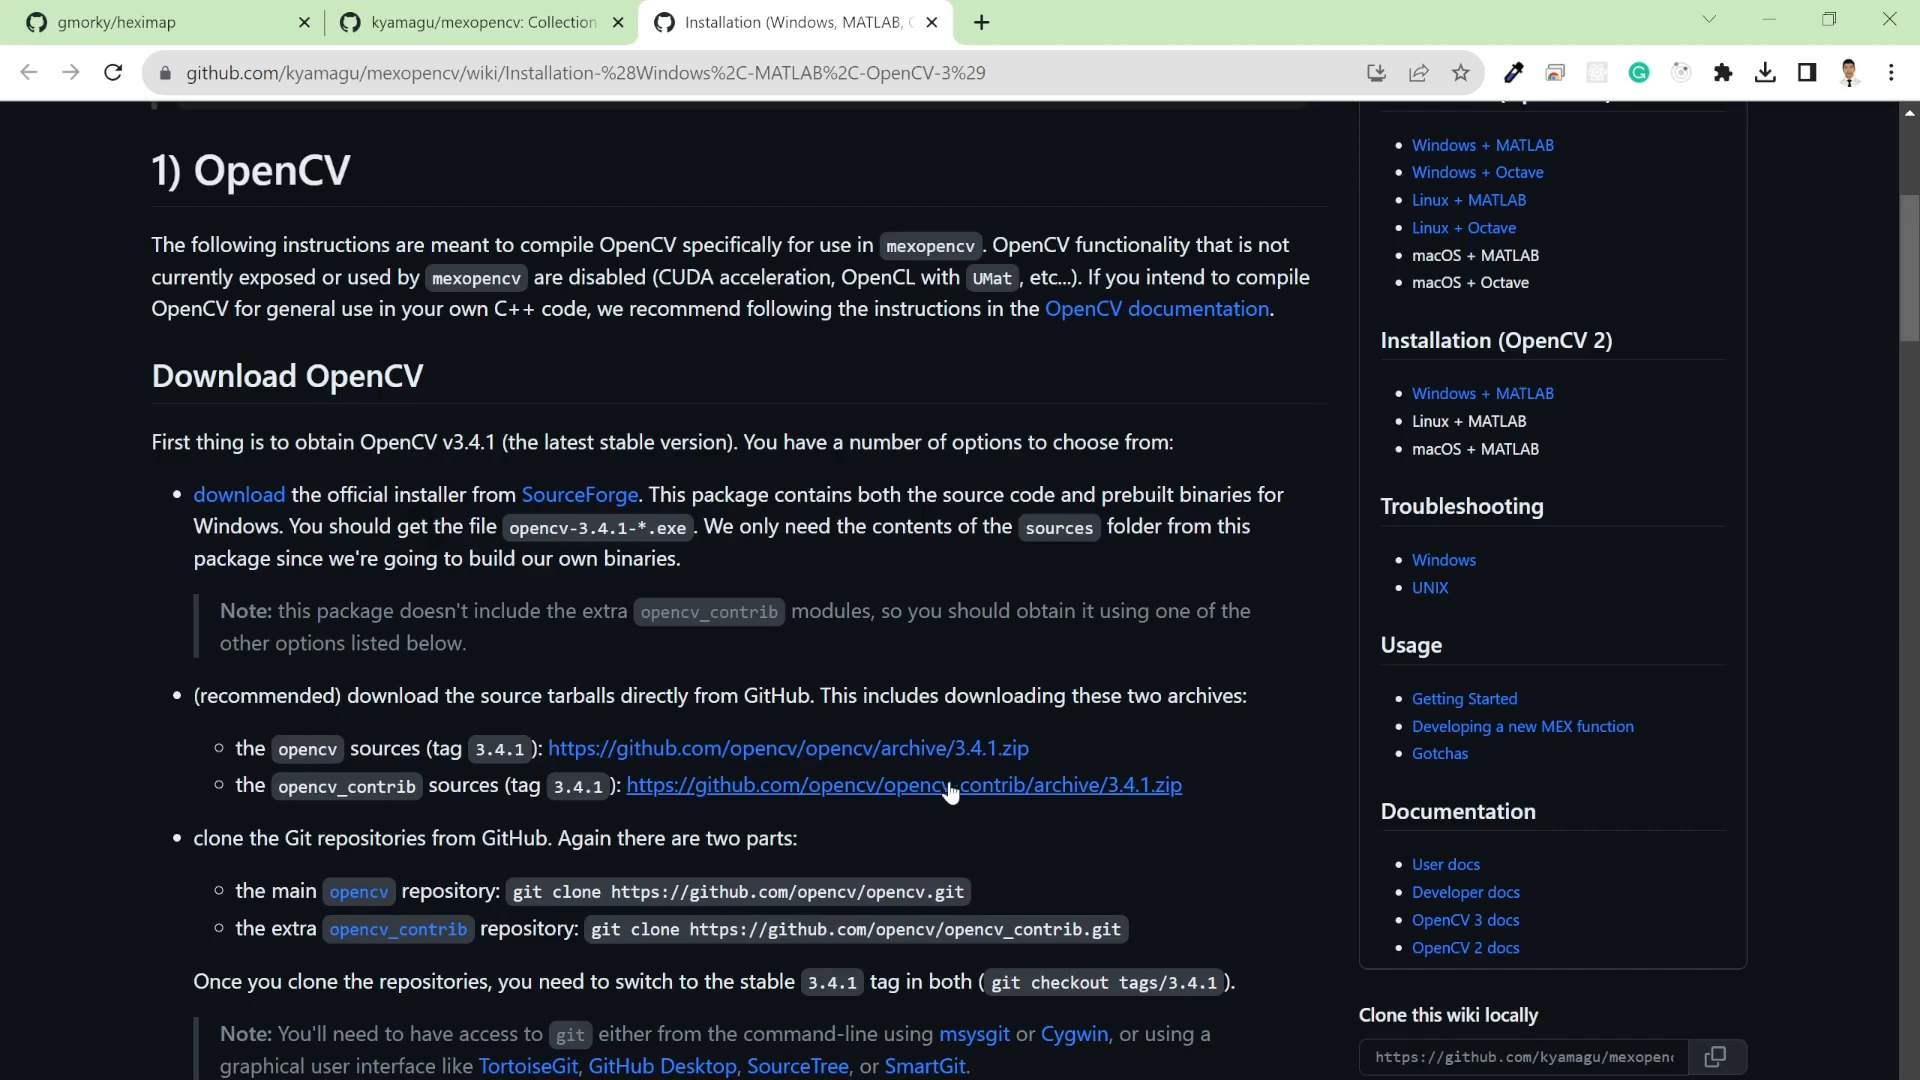 gmorky/heximap
kyamagu/mexopencv: Collection
Installation (Windows, MATLAB,
github.com/kyamagu/mexopencv/wiki/Installation-%28Windows%2C-MATLAB%2C-OpenCV-3%29
1) OpenCV
The following instructions are meant to compile OpenCV specifically for use in mexopencv. OpenCV functionality that is not
currently exposed or used by mexopencv are disabled (CUDA acceleration, OpenCL with UMat, etc...). If you intend to compile
OpenCV for general use in your own C++ code, we recommend following the instructions in the OpenCV documentation.
Download OpenCV
First thing is to obtain OpenCV v3.4.1 (the latest stable version). You have a number of options to choose from:
• download the official installer from SourceForge. This package contains both the source code and prebuilt binaries for
Windows. You should get the file opencv-3.4.1-*.exe. We only need the contents of the sources folder from this
package since we're going to build our own binaries.
Note: this package doesn't include the extra opencv_contrib modules, so you should obtain it using one of the
other options listed below.
• (recommended) download the source tarballs directly from GitHub. This includes downloading these two archives:
○ the opencv sources (tag 3.4.1): https://github.com/opencv/opencv/archive/3.4.1.zip
○ the opencv_contrib sources (tag 3.4.1): https://github.com/opencv/opencv_contrib/archive/3.4.1.zip
• clone the Git repositories from GitHub. Again there are two parts:
○ the main opencv repository: git clone https://github.com/opencv/opencv.git
○ the extra opencv_contrib repository: git clone https://github.com/opencv/opencv_contrib.git
Once you clone the repositories, you need to switch to the stable 3.4.1 tag in both (git checkout tags/3.4.1).
Note: You'll need to have access to git either from the command-line using msysgit or Cygwin, or using a
graphical user interface like TortoiseGit, GitHub Desktop, SourceTree, or SmartGit.
• Windows + MATLAB
• Windows + Octave
• Linux + MATLAB
• Linux + Octave
• macOS + MATLAB
• macOS + Octave
Installation (OpenCV 2)
• Windows + MATLAB
• Linux + MATLAB
• macOS + MATLAB
Troubleshooting
• Windows
• UNIX
Usage
• Getting Started
• Developing a new MEX function
• Gotchas
Documentation
• User docs
• Developer docs
• OpenCV 3 docs
• OpenCV 2 docs
Clone this wiki locally
https://github.com/kyamagu/mexopen